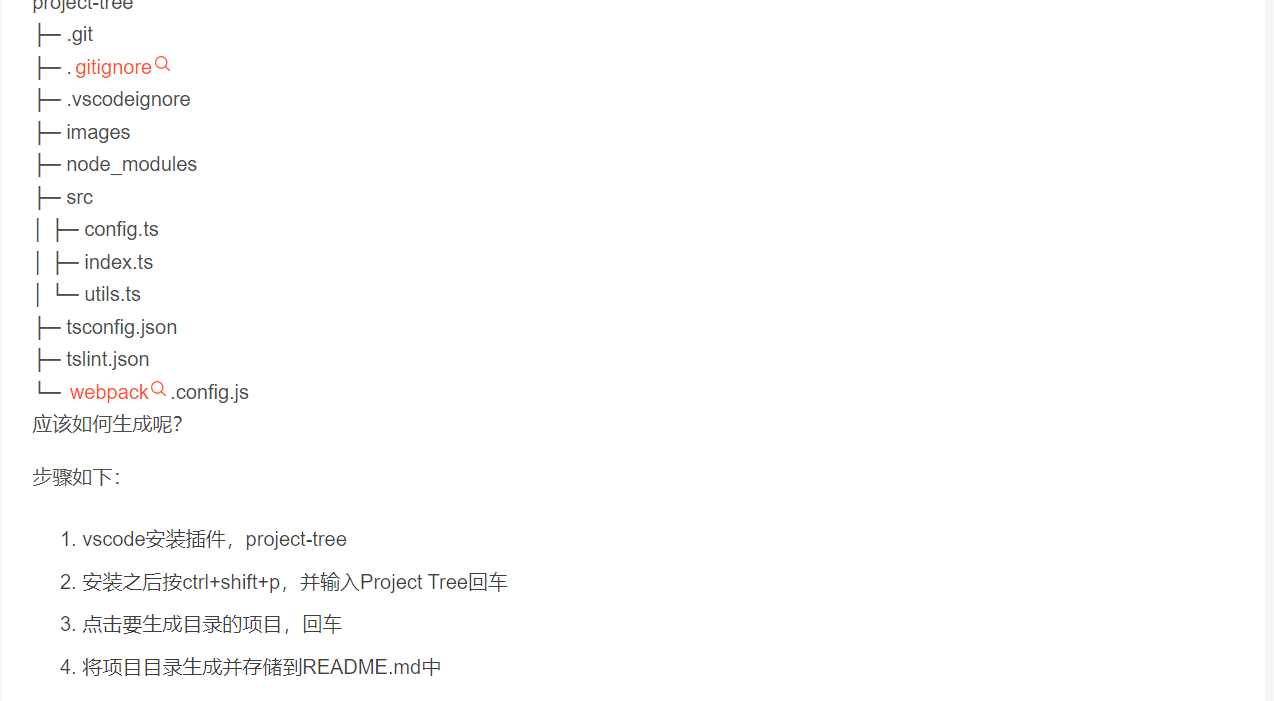 project-tree
├─ .git
├─ . gitignore
├─ .vscodeignore
├─ images
├─ node_modules
├─ src
│ ├─ config.ts
│ ├─ index.ts
│ └─ utils.ts
├─ tsconfig.json
├─ tslint.json
└─ webpack .config.js
应该如何生成呢?
步骤如下：
1. vscode安装插件，project-tree
2. 安装之后按ctrl+shift+p，并输入Project Tree回车
3. 点击要生成目录的项目，回车
4. 将项目目录生成并存储到README.md中